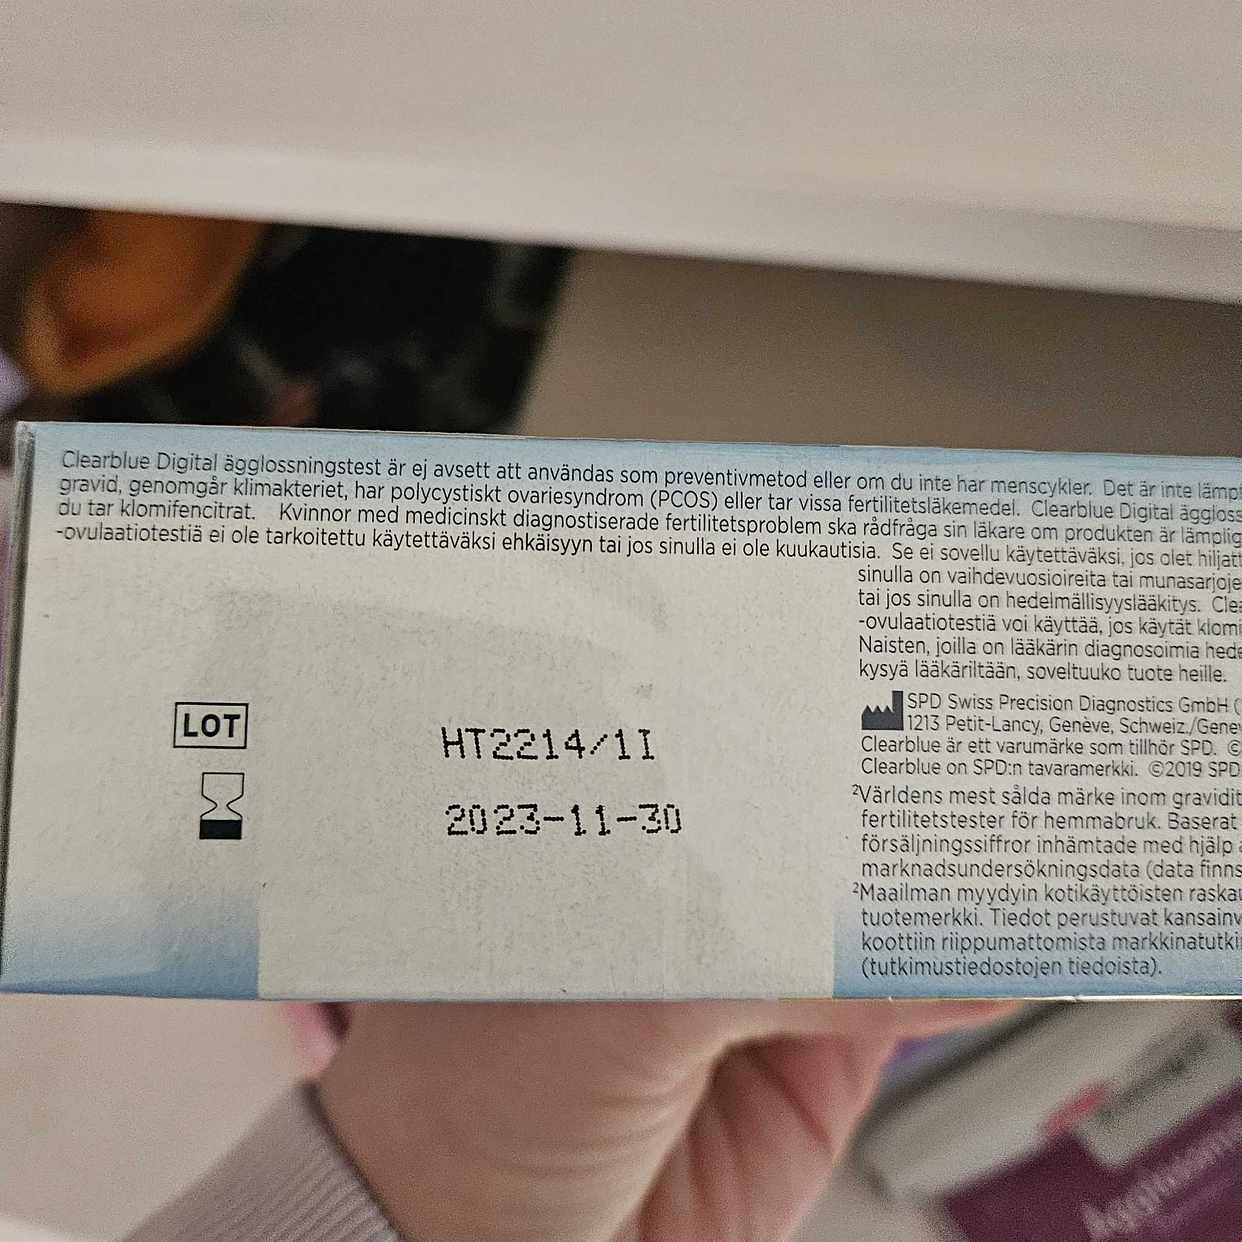 Clearblue Digital ägglossningstest är ej avsett att användas som preventivmetod eller om du inte har menscykler. Det är inte
gravid, genomgår klimakteriet, har polycystiskt ovariesyndrom (PCOS) eller tar vissa fertilitetsläkemedel. Clearblue Digital
du tar klomifencitrat. Kvinnor med medicinskt diagnostiserade fertilitetsproblem ska rådfråga sin läkare om produkten är lämplig
-ovulaatiotestiä ei ole tarkoitettu käytettäväksi ehkäisyyn tai jos sinulla ei ole kuukautisia. Se ei sovellu käytettäväksi, jos olet
sinulla on vaihdevuosioireita tai
tai jos sinulla on hedelmällisyyslääkitys.
-ovulaatiotestiä voi käyttää, jos käytät
Naisten, joilla on lääkärin diagnosoimia
kysyä lääkäriltään, soveltuuko tuote heille.
SPD Swiss Precision Diagnostics GmbH
1213 Petit-Lancy, Genève, Schweiz./
Clearblue är ett varumärke som tillhör SPD. ©
Clearblue on SPD:n tavaramerkki. ©2019 SPD
²Världens mest sålda märke inom
fertilitetstester för hemmabruk. Baserat
försäljningssiffror inhämtade med hjälp
marknadsundersökningsdata (data finns
²Maailman myydyin kotikäyttöisten
tuotemerkki. Tiedot perustuvat
koottiin riippumattomista
(tutkimustiedostojen tiedoista).
LOT HT2214/1I
2023-11-30